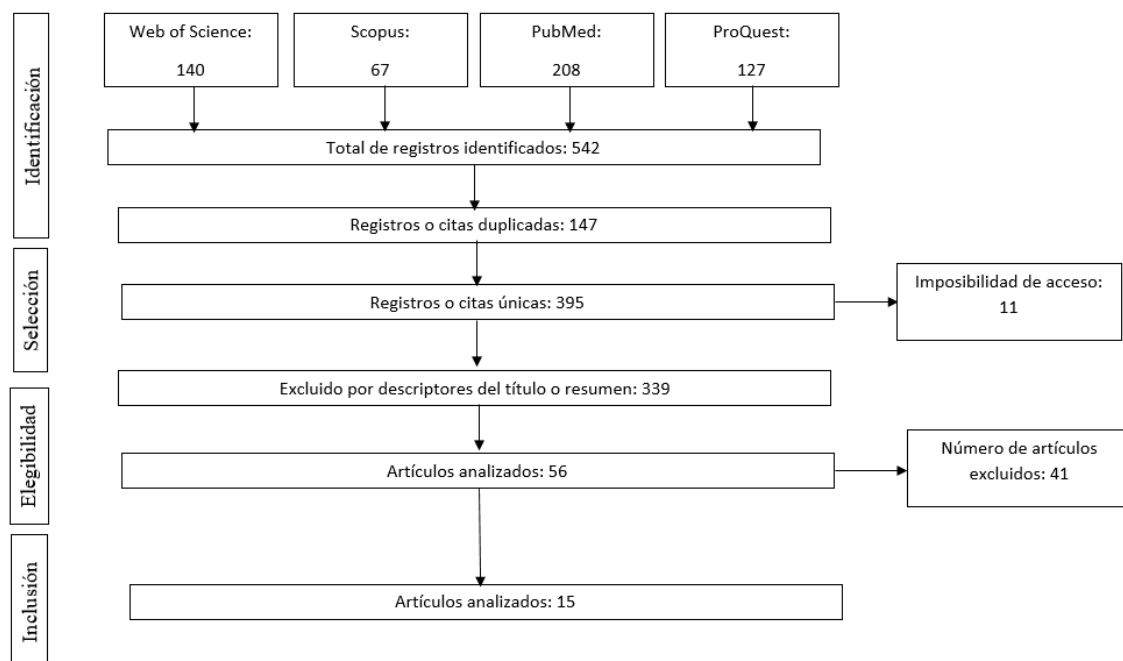 Identificación
Web of Science:
140
Scopus:
67
PubMed:
208
ProQuest:
127
Total de registros identificados: 542
Registros o citas duplicadas: 147
Selección
Registros o citas únicas: 395
Imposibilidad de acceso:
11
Elegibilidad
Excluido por descriptores del título o resumen: 339
Artículos analizados: 56
Número de artículos
excluidos: 41
Inclusión
Artículos analizados: 15